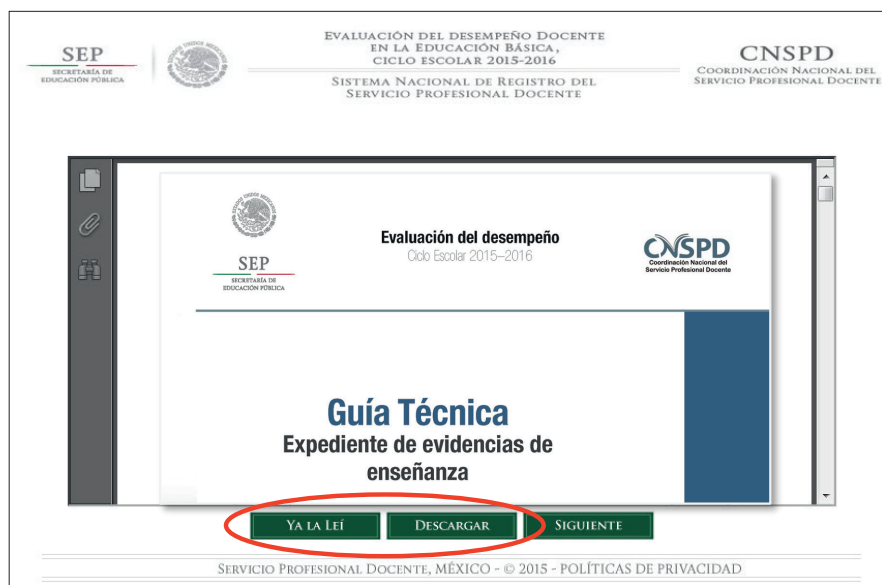 SEP
SECRETARÍA DE
EDUCACIÓN PÚBLICA
EVALUACIÓN DEL DESEMPEÑO DOCENTE
EN LA EDUCACIÓN BÁSICA,
CICLO ESCOLAR 2015-2016
SISTEMA NACIONAL DE REGISTRO DEL
SERVICIO PROFESIONAL DOCENTE
CNSPD
COORDINACIÓN NACIONAL DEL
SERVICIO PROFESIONAL DOCENTE
SEP
SECRETARÍA DE
EDUCACIÓN PÚBLICA
Evaluación del desempeño
Ciclo Escolar 2015–2016
CNSPD
Coordinación Nacional del
Servicio Profesional Docente
Guía Técnica
Expediente de evidencias de
enseñanza
YA LA LEÍ
DESCARGAR
SIGUIENTE
SERVICIO PROFESIONAL DOCENTE, MÉXICO - © 2015 - POLÍTICAS DE PRIVACIDAD